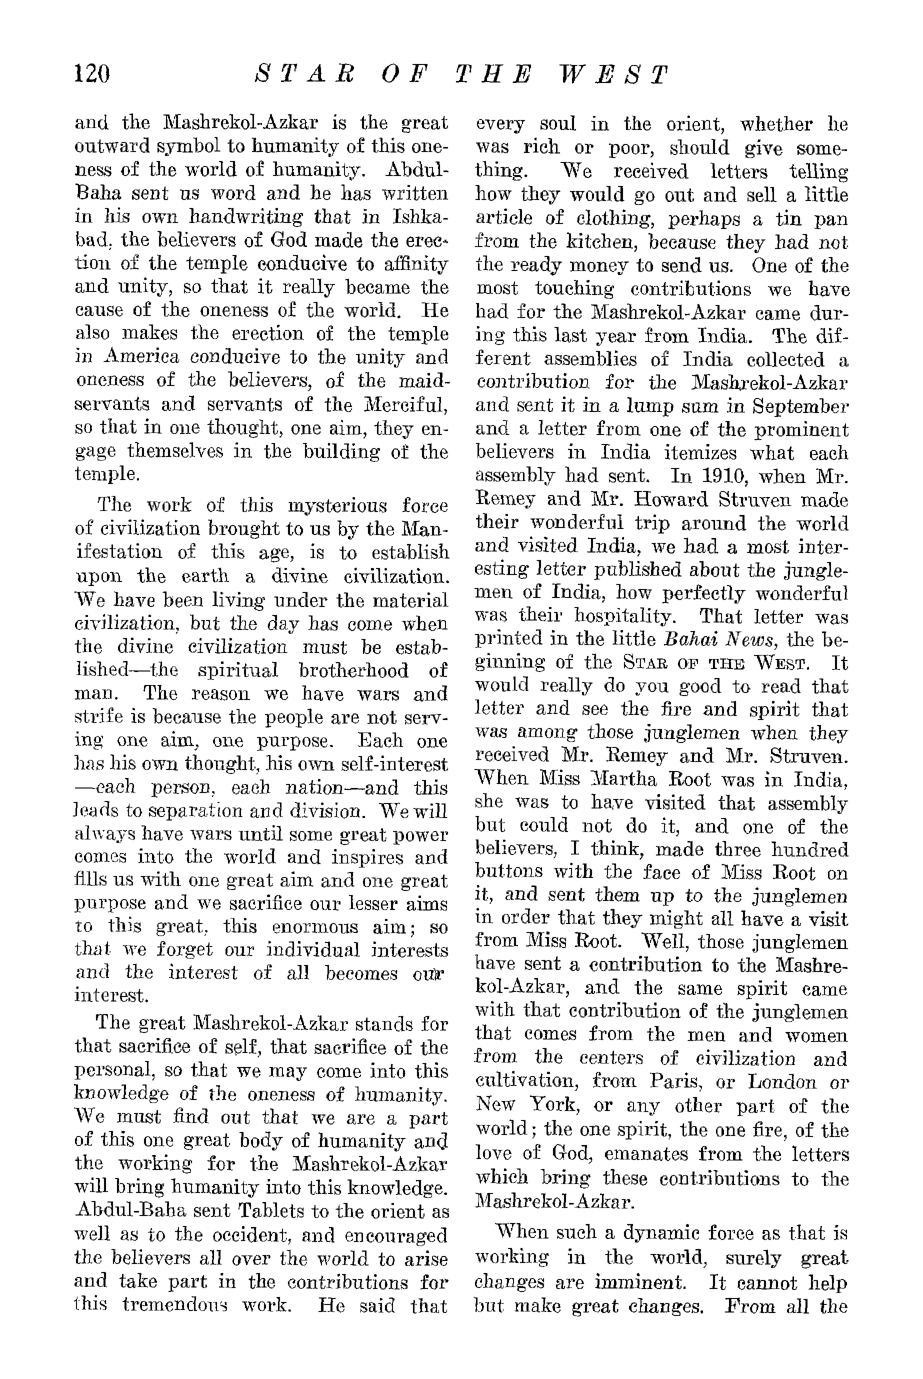 120 STAR OF THE WEST
and the Mashrekol-Azkar is the great
outward symbol to humanity of this one-
ness of the world of humanity. Abdul-
Baha sent us word and he has written
in his own handwriting that in Ishka-
bad, the believers of God made the erec-
tion of the temple conducive to affinity
and unity, so that it really became the
cause of the oneness of the world. He
also makes the erection of the temple
in America conducive to the unity and
oneness of the believers, of the maid-
servants and servants of the Merciful,
so that in one thought, one aim, they en-
gage themselves in the building of the
temple.
The work of this mysterious force
of civilization brought to us by the Man-
ifestation of this age, is to establish
upon the earth a divine civilization.
We have been living under the material
civilization, but the day has come when
the divine civilization must be estab-
lished—the spiritual brotherhood of
man. The reason we have wars and
strife is because the people are not serv-
ing one aim, one purpose. Each one
has his own thought, his own self-interest
—each person, each nation—and this
leads to separation and division. We will
always have wars until some great power
comes into the world and inspires and
fills us with one great aim and one great
purpose and we sacrifice our lesser aims
to this great, this enormous aim; so
that we forget our individual interests
and the interest of all becomes our
interest.
The great Mashrekol-Azkar stands for
that sacrifice of self, that sacrifice of the
personal, so that we may come into this
knowledge of the oneness of humanity.
We must find out that we are a part
of this one great body of humanity and
the working for the Mashrekol-Azkar
will bring humanity into this knowledge.
Abdul-Baha sent Tablets to the orient as
well as to the occident, and encouraged
the believers all over the world to arise
and take part in the contributions for
this tremendous work. He said that
every soul in the orient, whether he
was rich or poor, should give some-
thing. We received letters telling
how they would go out and sell a little
article of clothing, perhaps a tin pan
from the kitchen, because they had not
the ready money to send us. One of the
most touching contributions we have
had for the Mashrekol-Azkar came dur-
ing this last year from India. The dif-
ferent assemblies of India collected a
contribution for the Mashrekol-Azkar
and sent it in a lump sum in September
and a letter from one of the prominent
believers in India itemizes what each
assembly had sent. In 1910, when Mr.
Remey and Mr. Howard Struven made
their wonderful trip around the world
and visited India, we had a most inter-
esting letter published about the jungle-
men of India, how perfectly wonderful
was their hospitality. That letter was
printed in the little Bahai News, the be-
ginning of the STAR OF THE WEST. It
would really do you good to read that
letter and see the fire and spirit that
was among those junglemen when they
received Mr. Remey and Mr. Struven.
When Miss Martha Root was in India,
she was to have visited that assembly
but could not do it, and one of the
believers, I think, made three hundred
buttons with the face of Miss Root on
it, and sent them up to the junglemen
in order that they might all have a visit
from Miss Root. Well, those junglemen
have sent a contribution to the Mashre-
kol-Azkar, and the same spirit came
with that contribution of the junglemen
that comes from the men and women
from the centers of civilization and
cultivation, from Paris, or London or
New York, or any other part of the
world; the one spirit, the one fire, of the
love of God, emanates from the letters
which bring these contributions to the
Mashrekol-Azkar.
When such a dynamic force as that is
working in the world, surely great
changes are imminent. It cannot help
but make great changes. From all the